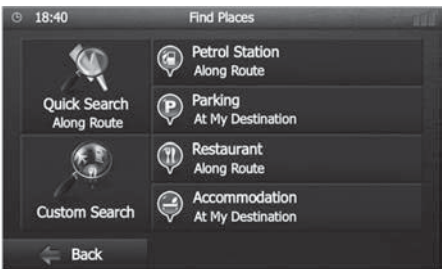 18:40
Find Places
Quick Search
Along Route
Custom Search
Petrol Station
Along Route
P
Parking
At My Destination
Restaurant
Along Route
Accommodation
At My Destination
Back